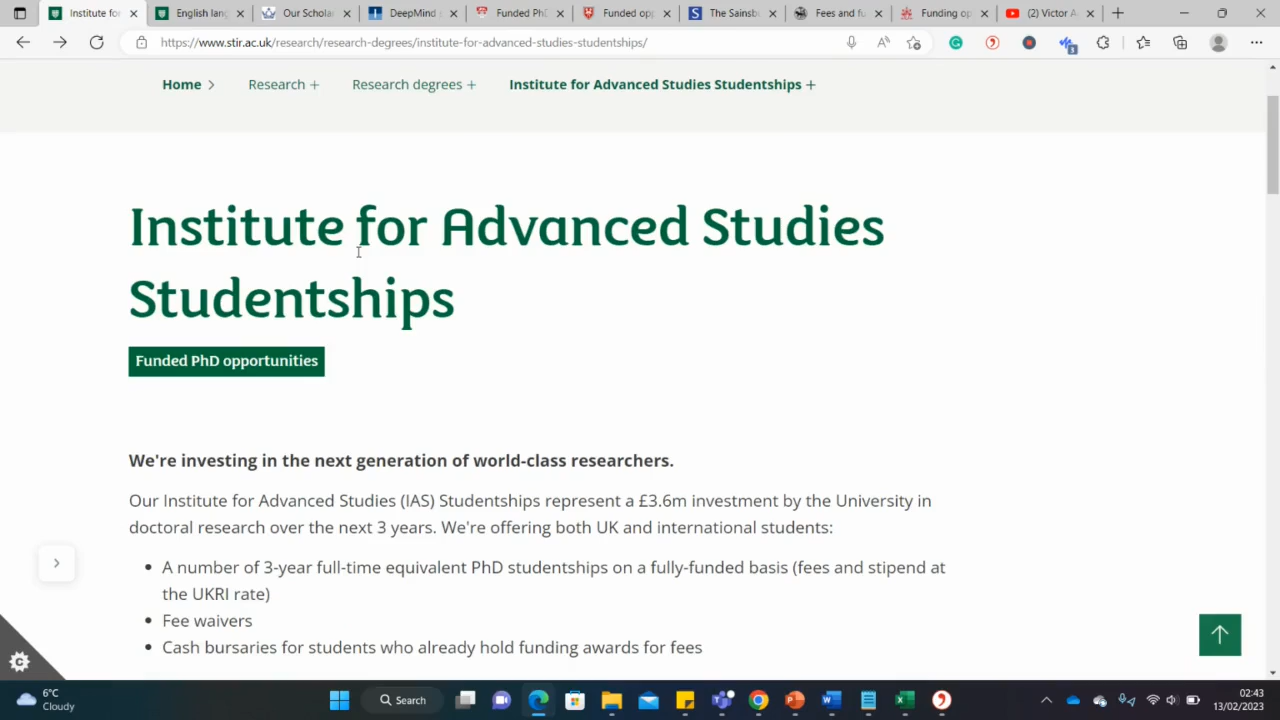 Institute for
English lang
Our Schola
DeepMind s
Funded PhD
Funded opp
The Sainsb
Fees and fu
Funding op
(2) Victor A
https://www.stir.ac.uk/research/research-degrees/institute-for-advanced-studies-studentships/
Home > Research + Research degrees + Institute for Advanced Studies Studentships +
Institute for Advanced Studies
Studentships
Funded PhD opportunities
We're investing in the next generation of world-class researchers.
Our Institute for Advanced Studies (IAS) Studentships represent a £3.6m investment by the University in
doctoral research over the next 3 years. We're offering both UK and international students:
• A number of 3-year full-time equivalent PhD studentships on a fully-funded basis (fees and stipend at
the UKRI rate)
• Fee waivers
• Cash bursaries for students who already hold funding awards for fees
6°C
Cloudy
Search
02:43
13/02/2023